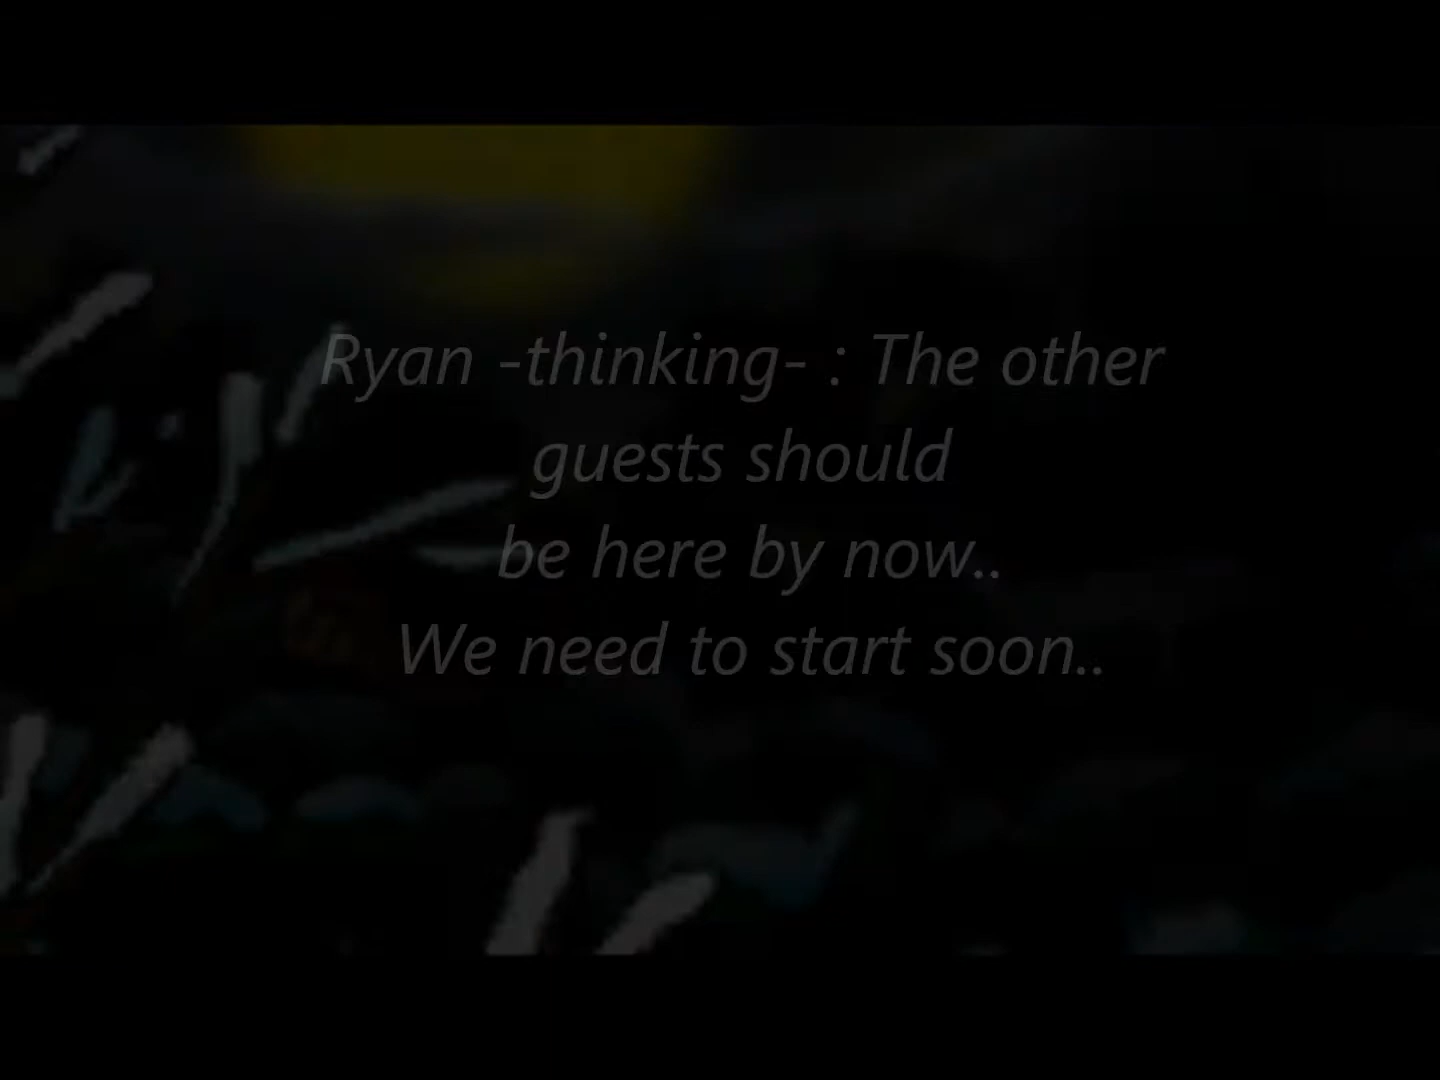 Ryan -thinking- : The other
guests should
be here by now..
We need to start soon..